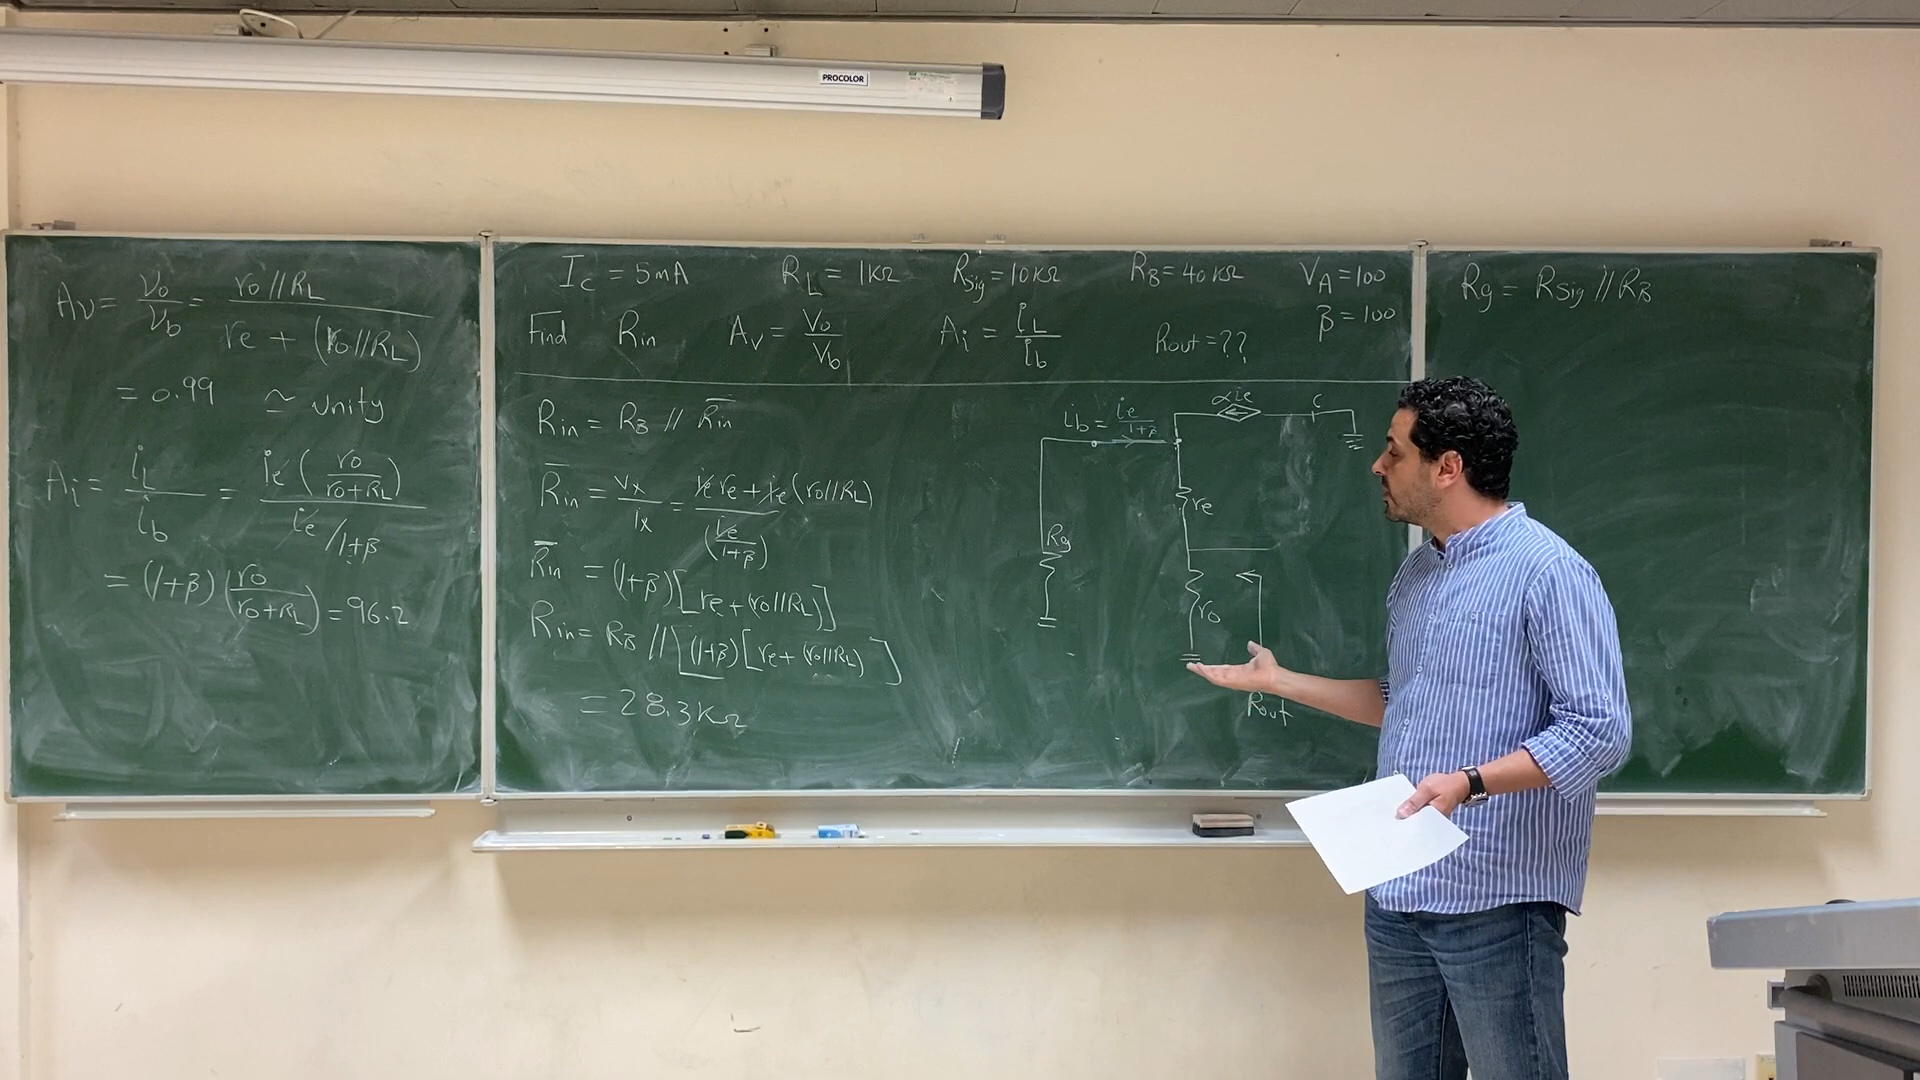 PROCOLOR
Av = vo/vb = ro//RL / re + (ro//RL)
= 0.99 ≃ unity
Ai = iL/ib = ie (ro/ro+RL) / ie/1+β
= (1+β) (ro/ro+RL) = 96.2
Ic = 5mA RL = 1KΩ Rsig = 10KΩ RB = 40KΩ VA = 100
β = 100
Find Rin Av = Vo/Vb Ai = iL/ib Rout = ??
Rin = RB // R̄in
R̄in = vx/ix = ie re + ie (ro//RL) / (ie/1+β)
R̄in = (1+β)[re + (ro//RL)]
Rin = RB // [(1+β)[re + (ro//RL)]]
= 28.3KΩ
αie C
ib = ie/1+β
re
Rg
ro
Rout
Rg = Rsig // RB